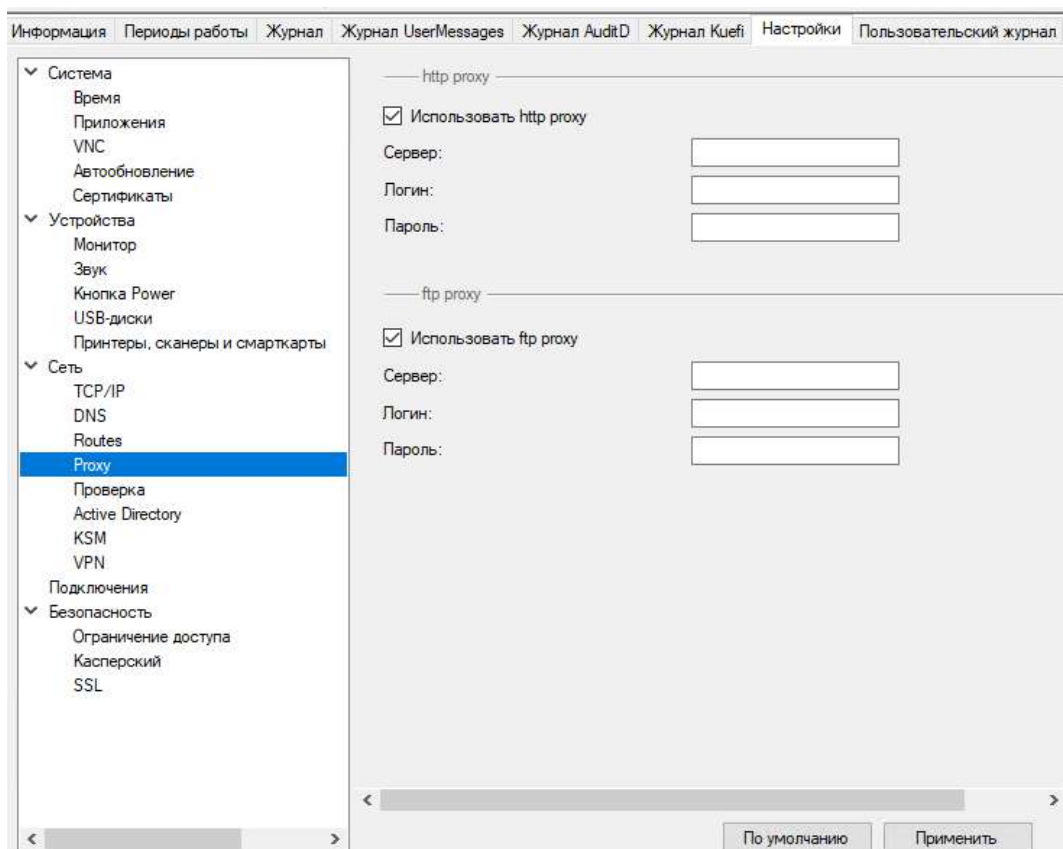 Информация Периоды работы Журнал Журнал UserMessages Журнал AuditD Журнал Kuefi Настройки Пользовательский журнал
Система
Время
Приложения
VNC
Автообновление
Сертификаты
Устройства
Монитор
Звук
Кнопка Power
USB-диски
Принтеры, сканеры и смарткарты
Сеть
TCP/IP
DNS
Routes
Proxy
Проверка
Active Directory
KSM
VPN
Подключения
Безопасность
Ограничение доступа
Касперский
SSL
http proxy
Использовать http proxy
Сервер:
Логин:
Пароль:
ftp proxy
Использовать ftp proxy
Сервер:
Логин:
Пароль:
По умолчанию Применить